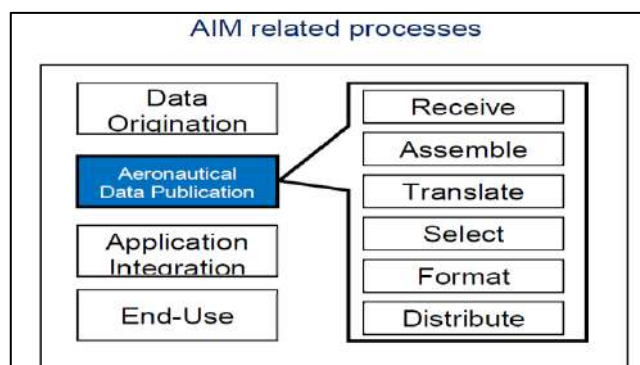 AIM related processes
Data
Origination
Aeronautical
Data Publication
Application
Integration
End-Use
Receive
Assemble
Translate
Select
Format
Distribute